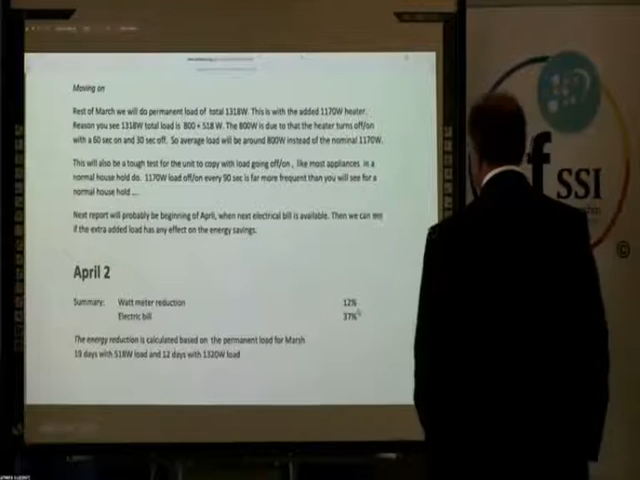 Moving on
Rest of March we will do permanent load of total 1318W. This is with the added 1170W heater.
Reason you see 1318W total load is 800 + 518 W. The 800W is due to that the heater turns off/on
with a 60 sec on and 30 sec off. So average load will be around 800W instead of the nominal 1170W.
This will also be a tough test for the unit to copy with load going off/on, like most appliances in a
normal house hold do. 1170W load off/on every 90 sec is far more frequent than you will see for a
normal house hold ....
Next report will probably be beginning of April, when next electrical bill is available. Then we can see
if the extra added load has any effect on the energy savings.
April 2
Summary: Watt meter reduction 12%
Electric bill 37%
The energy reduction is calculated based on the permanent load for Marsh
19 days with 518W load and 12 days with 1320W load
f SSI
©